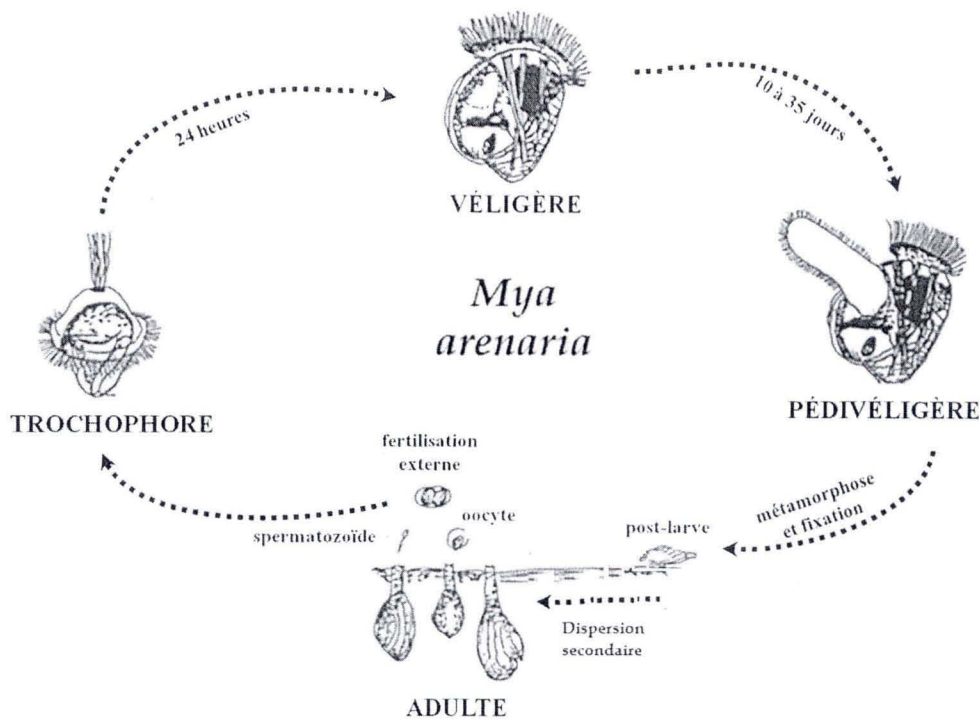 24 heures
VÉLIGÈRE
10 à 35 jours
Mya
arenaria
TROCHOPHORE
PÉDIVÉLIGÈRE
fertilisation
externe
spermatozoïde
oocyte
post-larve
métamorphose
et fixation
Dispersion
secondaire
ADULTE